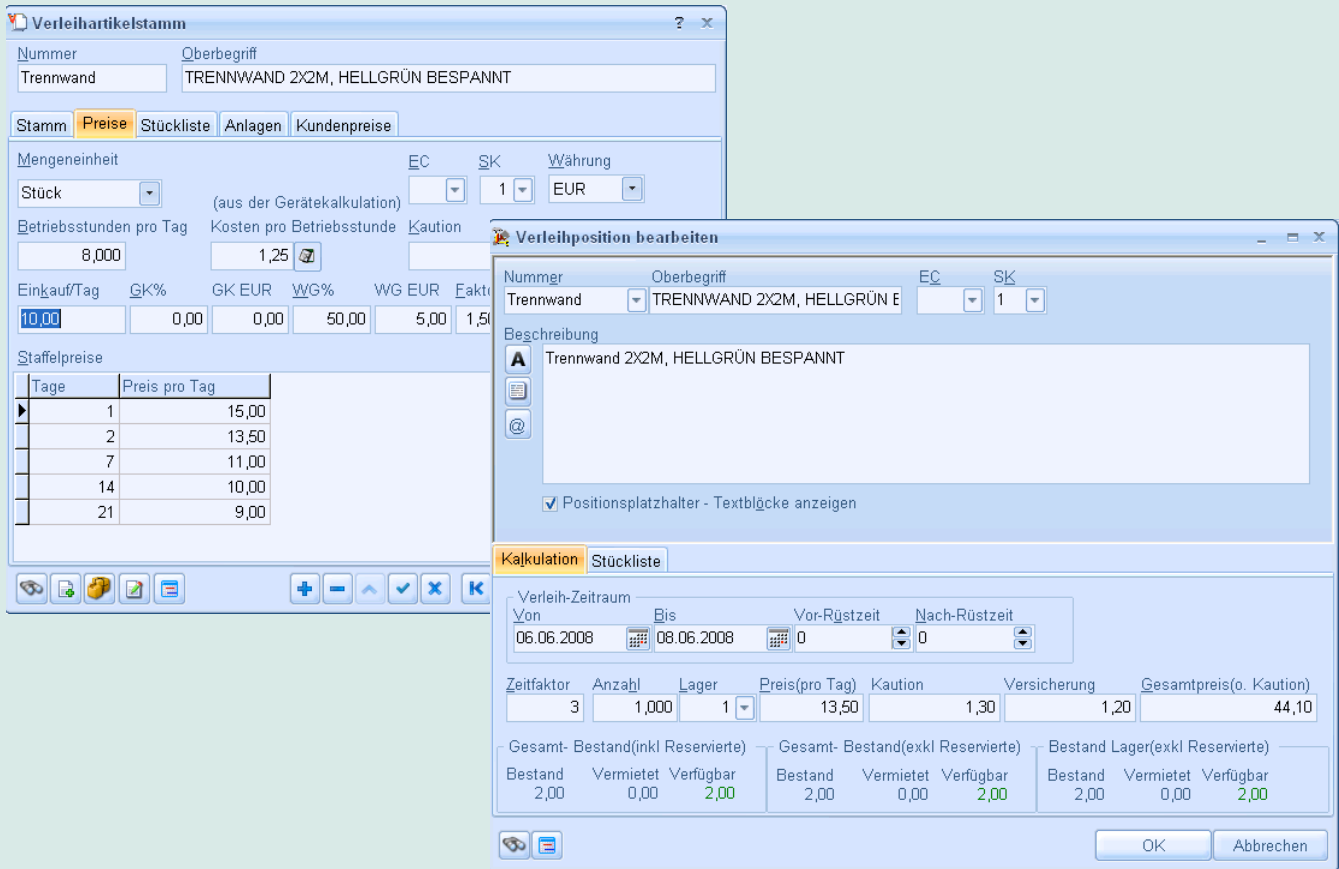 Verleihartikelstamm
Nummer Oberbegriff
Trennwand TRENNWAND 2X2M, HELLGRÜN BESPANNT
Stamm Preise Stückliste Anlagen Kundenpreise
Mengeneinheit EC SK Währung
Stück (aus der Gerätekalkulation) 1 EUR
Betriebsstunden pro Tag Kosten pro Betriebsstunde Kaution
8,000 1,25
Einkauf/Tag GK% GK EUR WG% WG EUR
10,00 0,00 0,00 50,00 5,00
Staffelpreise
Tage Preis pro Tag
1 15,00
2 13,50
7 11,00
14 10,00
21 9,00
Verleihposition bearbeiten
Nummer Oberbegriff EC SK
Trennwand TRENNWAND 2X2M, HELLGRÜN E 1
Beschreibung
Trennwand 2X2M, HELLGRÜN BESPANNT
Positionsplatzhalter - Textblöcke anzeigen
Kalkulation Stückliste
Verleih-Zeitraum
Von Bis Vor-Rüstzeit Nach-Rüstzeit
06.06.2008 08.06.2008 0 0
Zeitfaktor Anzahl Lager Preis(pro Tag) Kaution Versicherung Gesamtpreis(o. Kaution)
3 1,000 1 13,50 1,30 1,20 44,10
Gesamt- Bestand(inkl Reservierte) Gesamt- Bestand(exkl Reservierte) Bestand Lager(exkl Reservierte)
Bestand Vermietet Verfügbar Bestand Vermietet Verfügbar Bestand Vermietet Verfügbar
2,00 0,00 2,00 2,00 0,00 2,00 2,00 0,00 2,00
OK Abbrechen